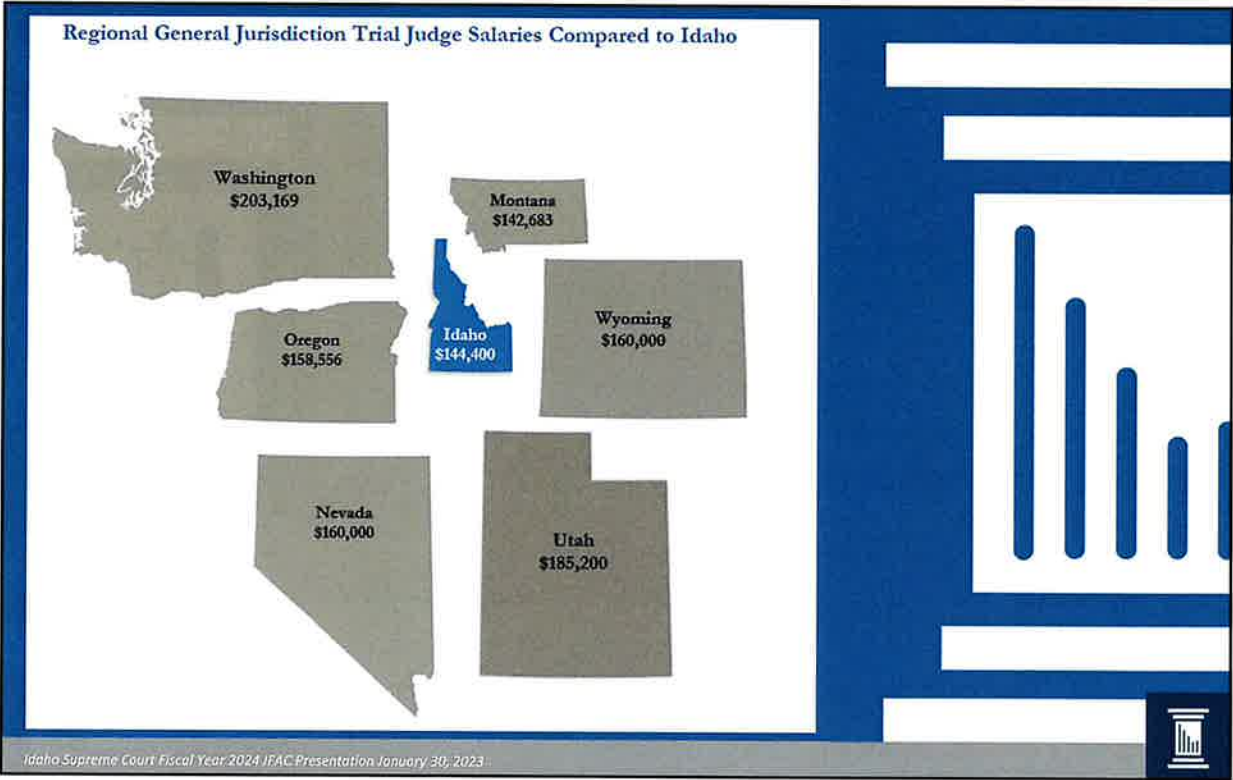 Regional General Jurisdiction Trial Judge Salaries Compared to Idaho
Washington
$203,169
Montana
$142,683
Oregon
$158,556
Idaho
$144,400
Wyoming
$160,000
Nevada
$160,000
Utah
$185,200
Idaho Supreme Court Fiscal Year 2024 JFAC Presentation January 30, 2023